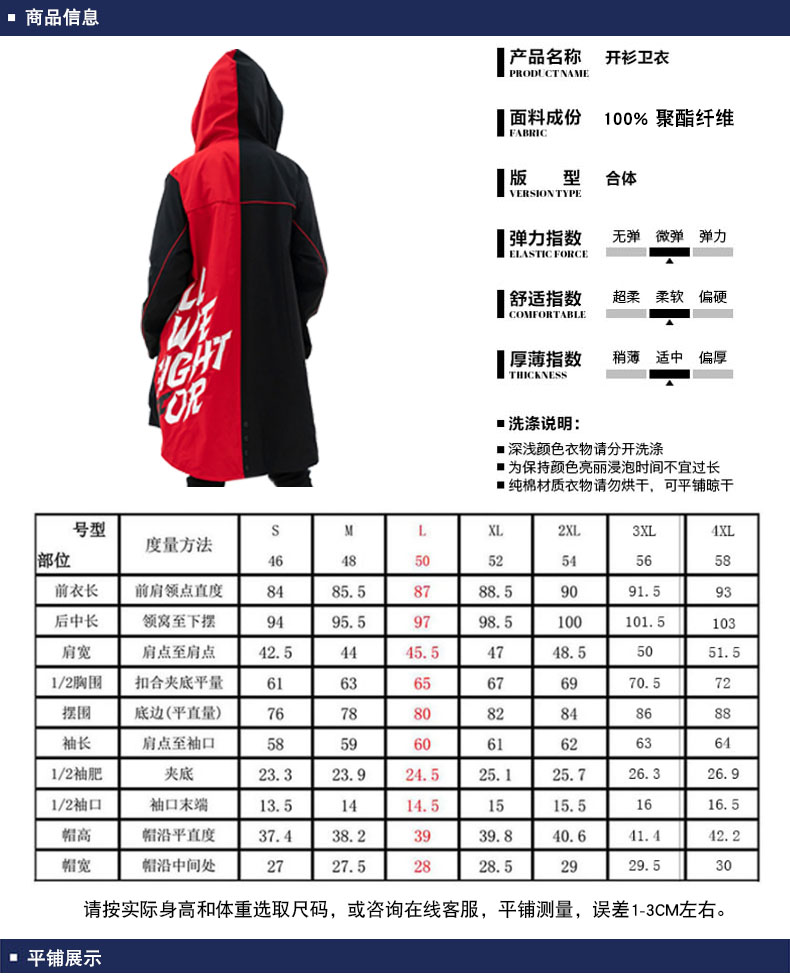 商品信息
产品名称 开衫卫衣
PRODUCT NAME
面料成份 100% 聚酯纤维
FABRIC
版 型 合体
VERSION TYPE
弹力指数 无弹 微弹 弹力
ELASTIC FORCE
舒适指数 超柔 柔软 偏硬
COMFORTABLE
厚薄指数 稍薄 适中 偏厚
THICKNESS
洗涤说明：
深浅颜色衣物请分开洗涤
为保持颜色亮丽浸泡时间不宜过长
纯棉材质衣物请勿烘干，可平铺晾干
WE
FIGHT
FOR
号型 部位 度量方法 S M L XL 2XL 3XL 4XL
46 48 50 52 54 56 58
前衣长 前肩领点直度 84 85.5 87 88.5 90 91.5 93
后中长 领窝至下摆 94 95.5 97 98.5 100 101.5 103
肩宽 肩点至肩点 42.5 44 45.5 47 48.5 50 51.5
1/2胸围 扣合夹底平量 61 63 65 67 69 70.5 72
摆围 底边(平直量) 76 78 80 82 84 86 88
袖长 肩点至袖口 58 59 60 61 62 63 64
1/2袖肥 夹底 23.3 23.9 24.5 25.1 25.7 26.3 26.9
1/2袖口 袖口末端 13.5 14 14.5 15 15.5 16 16.5
帽高 帽沿平直度 37.4 38.2 39 39.8 40.6 41.4 42.2
帽宽 帽沿中间处 27 27.5 28 28.5 29 29.5 30
请按实际身高和体重选取尺码，或咨询在线客服，平铺测量，误差1-3CM左右。
平铺展示